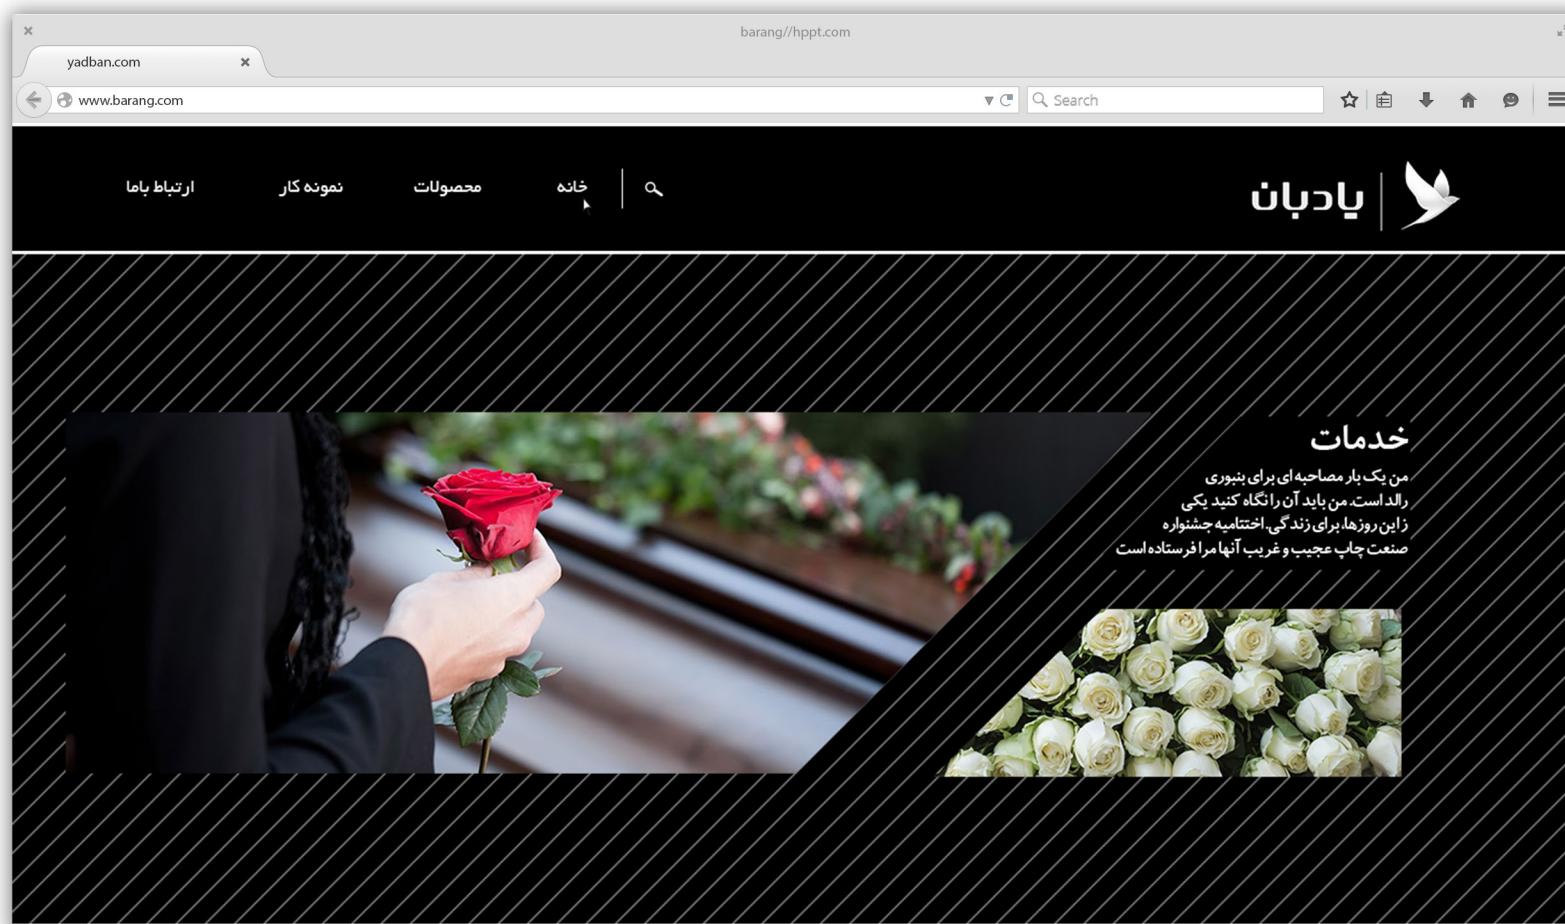 barang//hppt.com
yadban.com
www.barang.com
Search
یادبان
خانه
محصولات
نمونه کار
ارتباط باما
خدمات
من یک بار مصاحبه ای برای بنبوری
رالد است. من باید آن را نگاه کنید یکی
ز این روزها، برای زندگی. اختتامیه جشنواره
صنعت چاپ عجیب و غریب آنها مرا فرستاده است